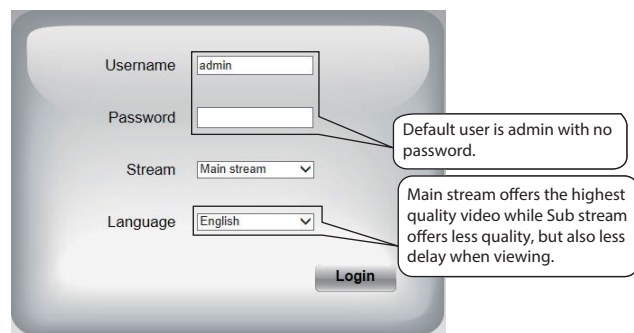 Username admin
Password
Default user is admin with no
password.
Stream Main stream
Language English
Main stream offers the highest
quality video while Sub stream
offers less quality, but also less
delay when viewing.
Login